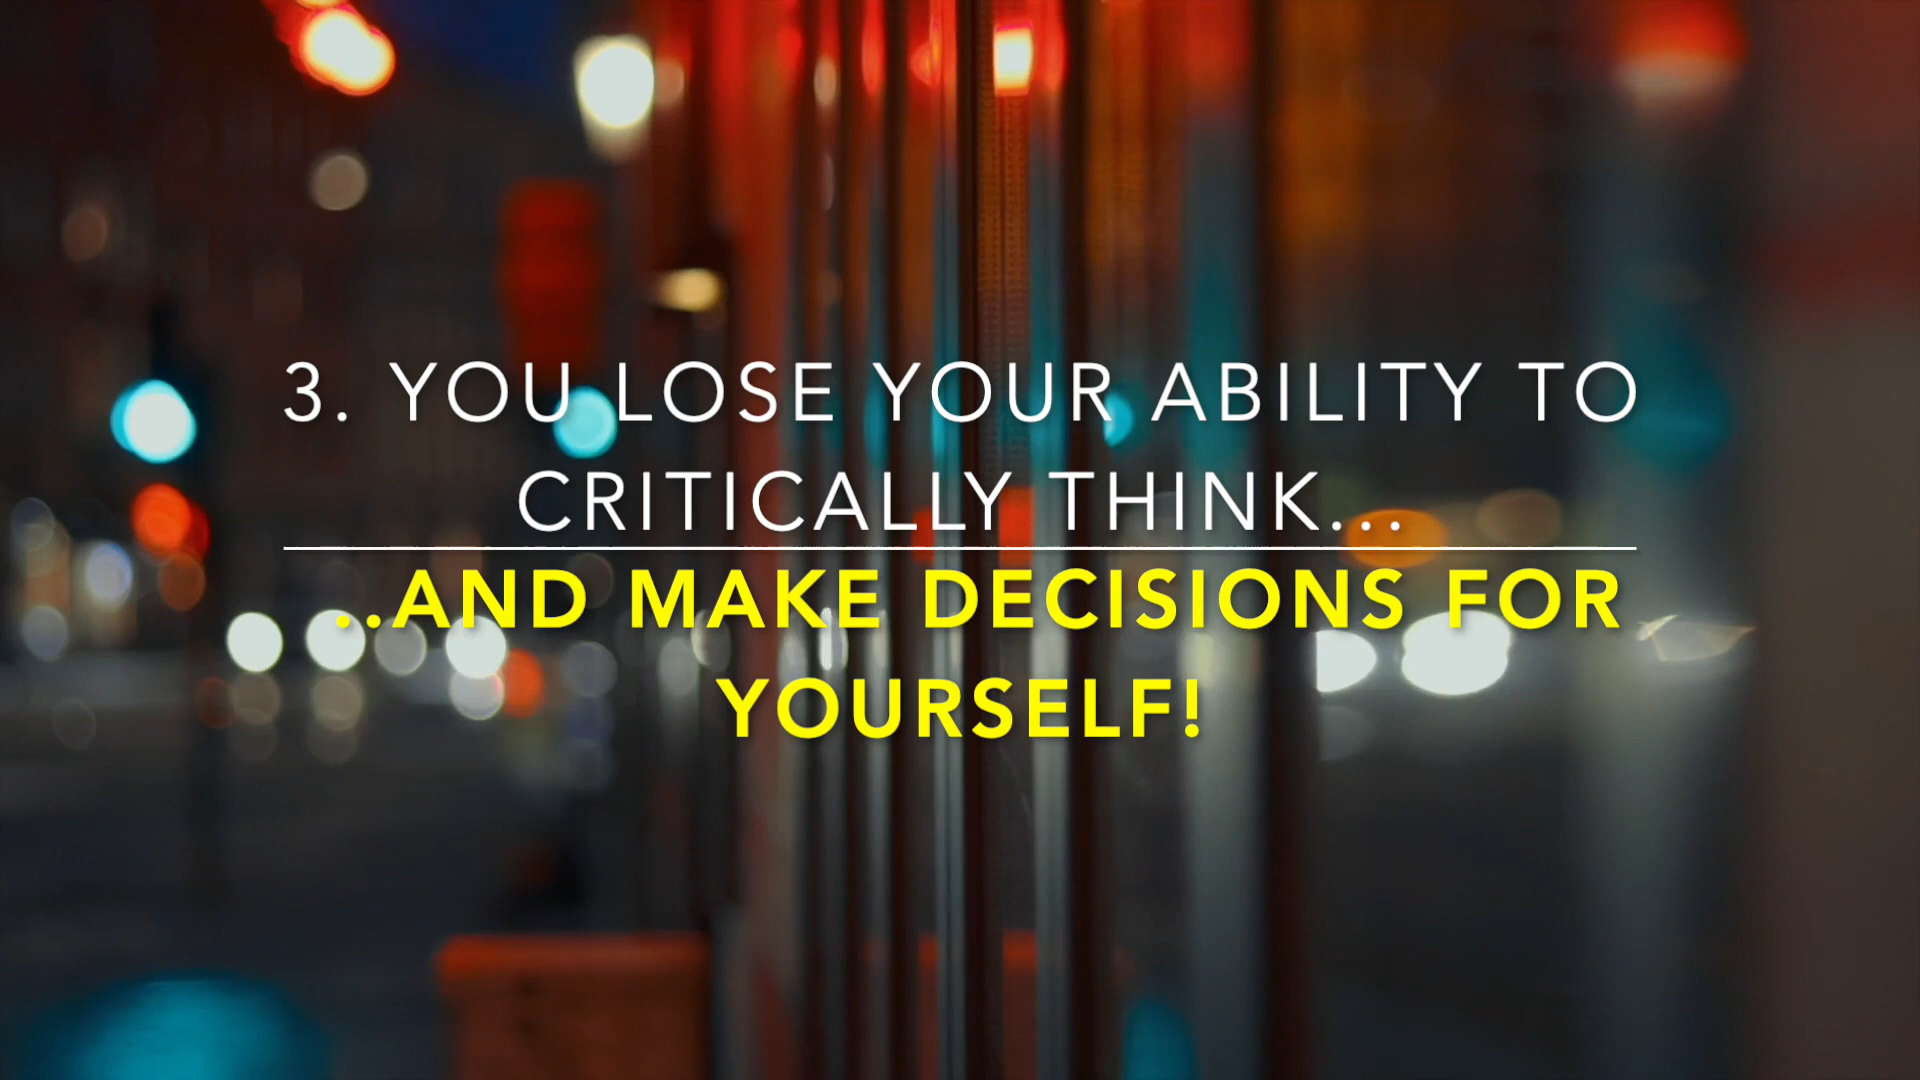 3. YOU LOSE YOUR ABILITY TO
CRITICALLY THINK...
..AND MAKE DECISIONS FOR
YOURSELF!